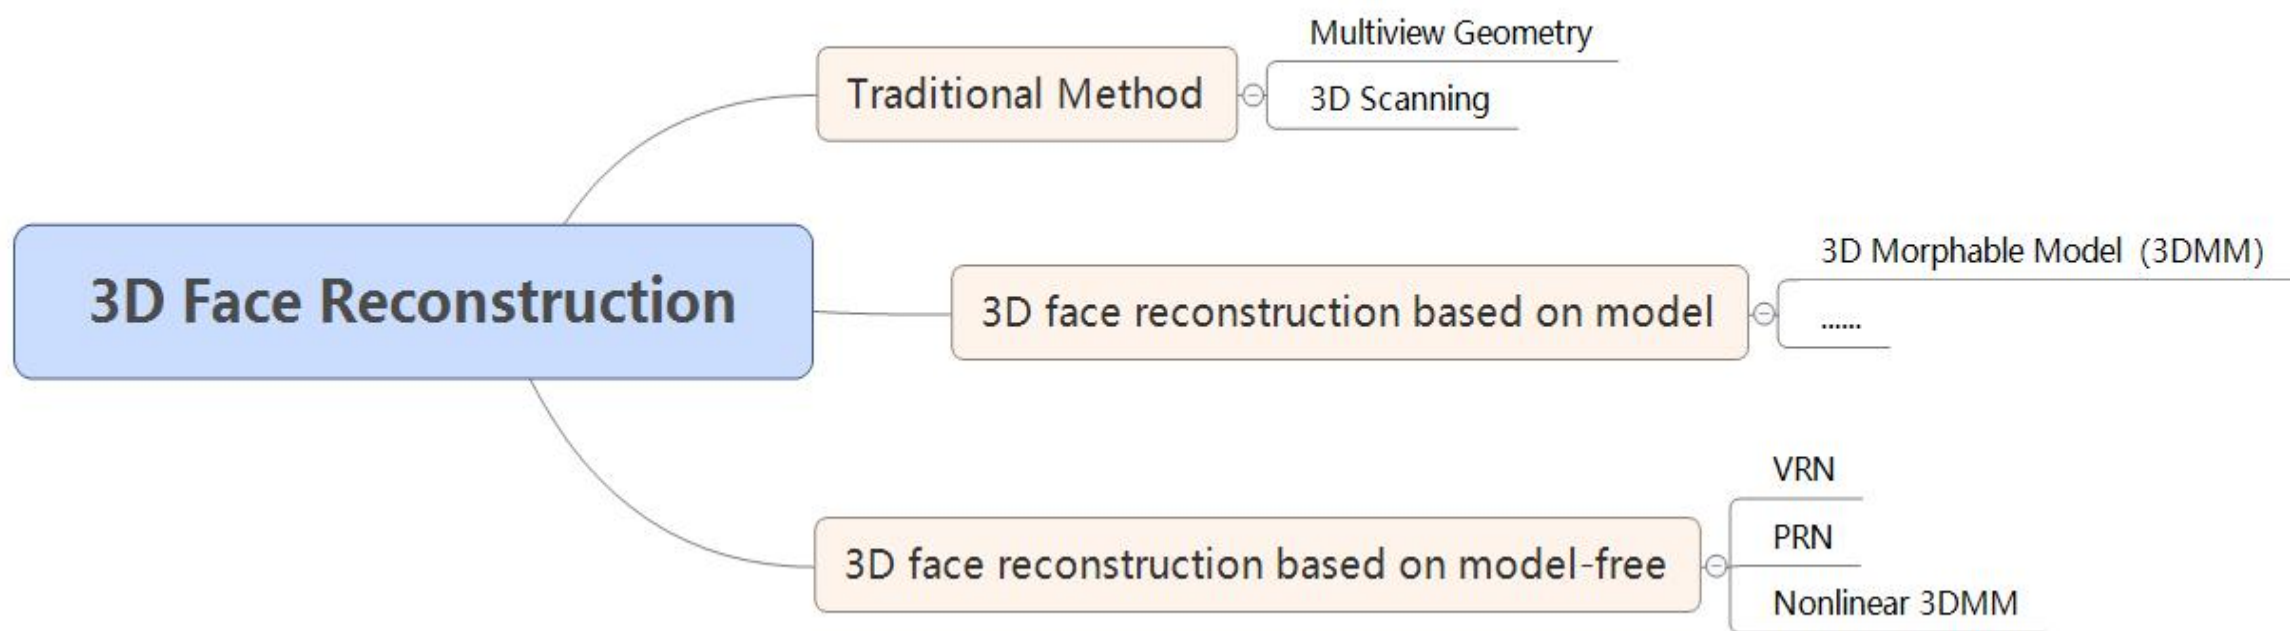 3D Face Reconstruction
Traditional Method
Multiview Geometry
3D Scanning
3D face reconstruction based on model
3D Morphable Model (3DMM)
......
3D face reconstruction based on model-free
VRN
PRN
Nonlinear 3DMM